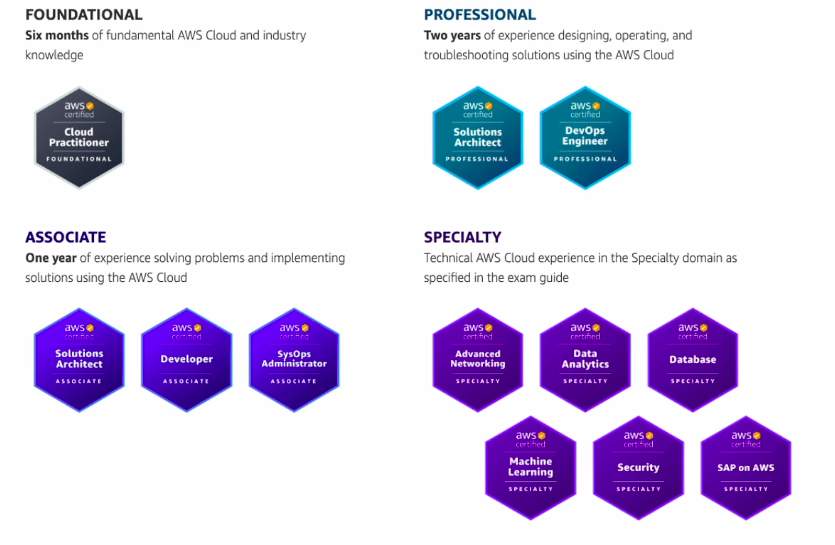 FOUNDATIONAL
Six months of fundamental AWS Cloud and industry
knowledge
aws
certified
Cloud
Practitioner
FOUNDATIONAL
PROFESSIONAL
Two years of experience designing, operating, and
troubleshooting solutions using the AWS Cloud
aws
certified
Solutions
Architect
PROFESSIONAL
aws
certified
DevOps
Engineer
PROFESSIONAL
ASSOCIATE
One year of experience solving problems and implementing
solutions using the AWS Cloud
aws
certified
Solutions
Architect
ASSOCIATE
aws
certified
Developer
ASSOCIATE
aws
certified
SysOps
Administrator
ASSOCIATE
SPECIALTY
Technical AWS Cloud experience in the Specialty domain as
specified in the exam guide
aws
certified
Advanced
Networking
SPECIALTY
aws
certified
Data
Analytics
SPECIALTY
aws
certified
Database
SPECIALTY
aws
certified
Machine
Learning
SPECIALTY
aws
certified
Security
SPECIALTY
aws
certified
SAP on AWS
SPECIALTY